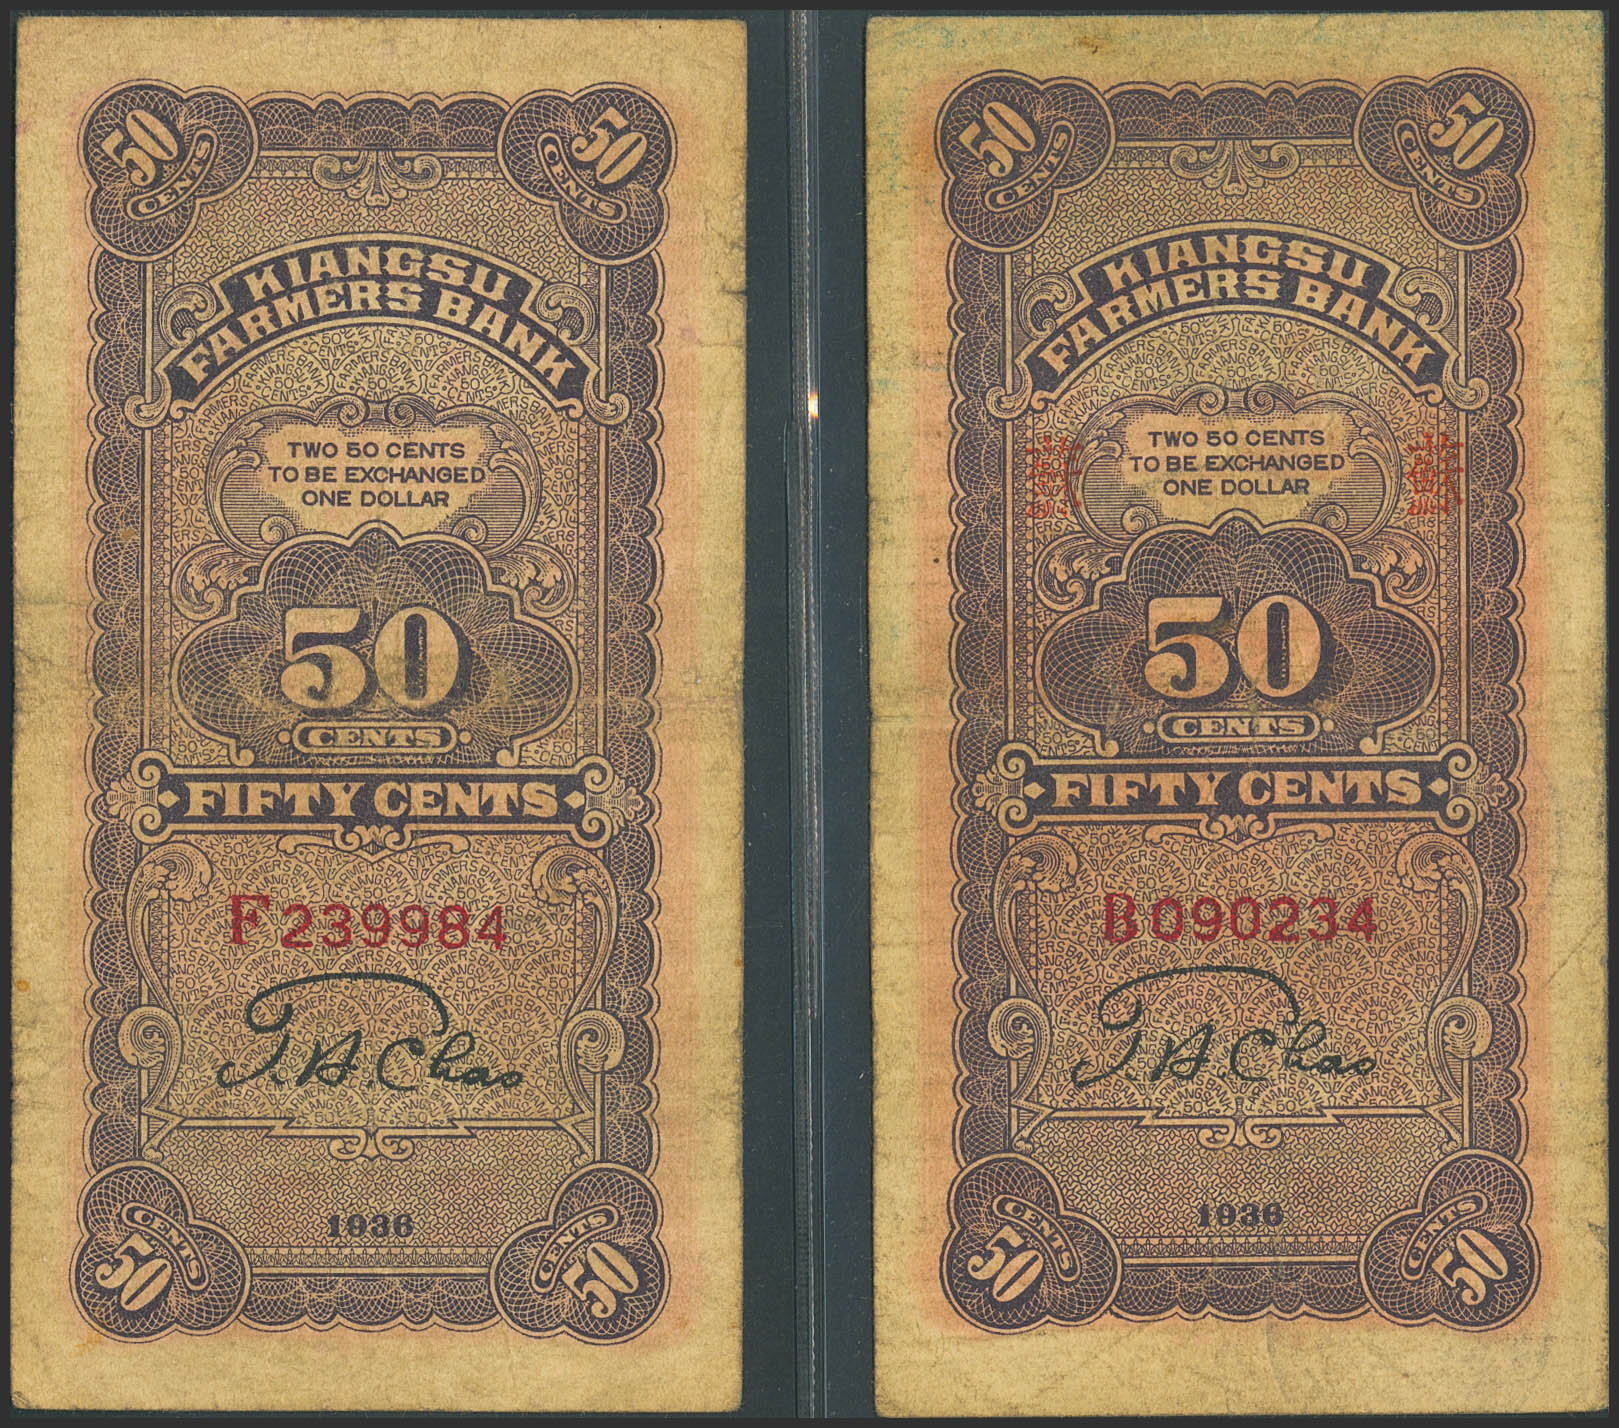 50
CENTS
50
CENTS
KIANGSU
FARMERS BANK
TWO 50 CENTS
TO BE EXCHANGED
ONE DOLLAR
50
CENTS
FIFTY CENTS
F239984
T.H. Chao
1936
CENTS
50
CENTS
50
50
CENTS
50
CENTS
KIANGSU
FARMERS BANK
TWO 50 CENTS
TO BE EXCHANGED
ONE DOLLAR
50
CENTS
FIFTY CENTS
B090234
T.H. Chao
1936
CENTS
50
CENTS
50